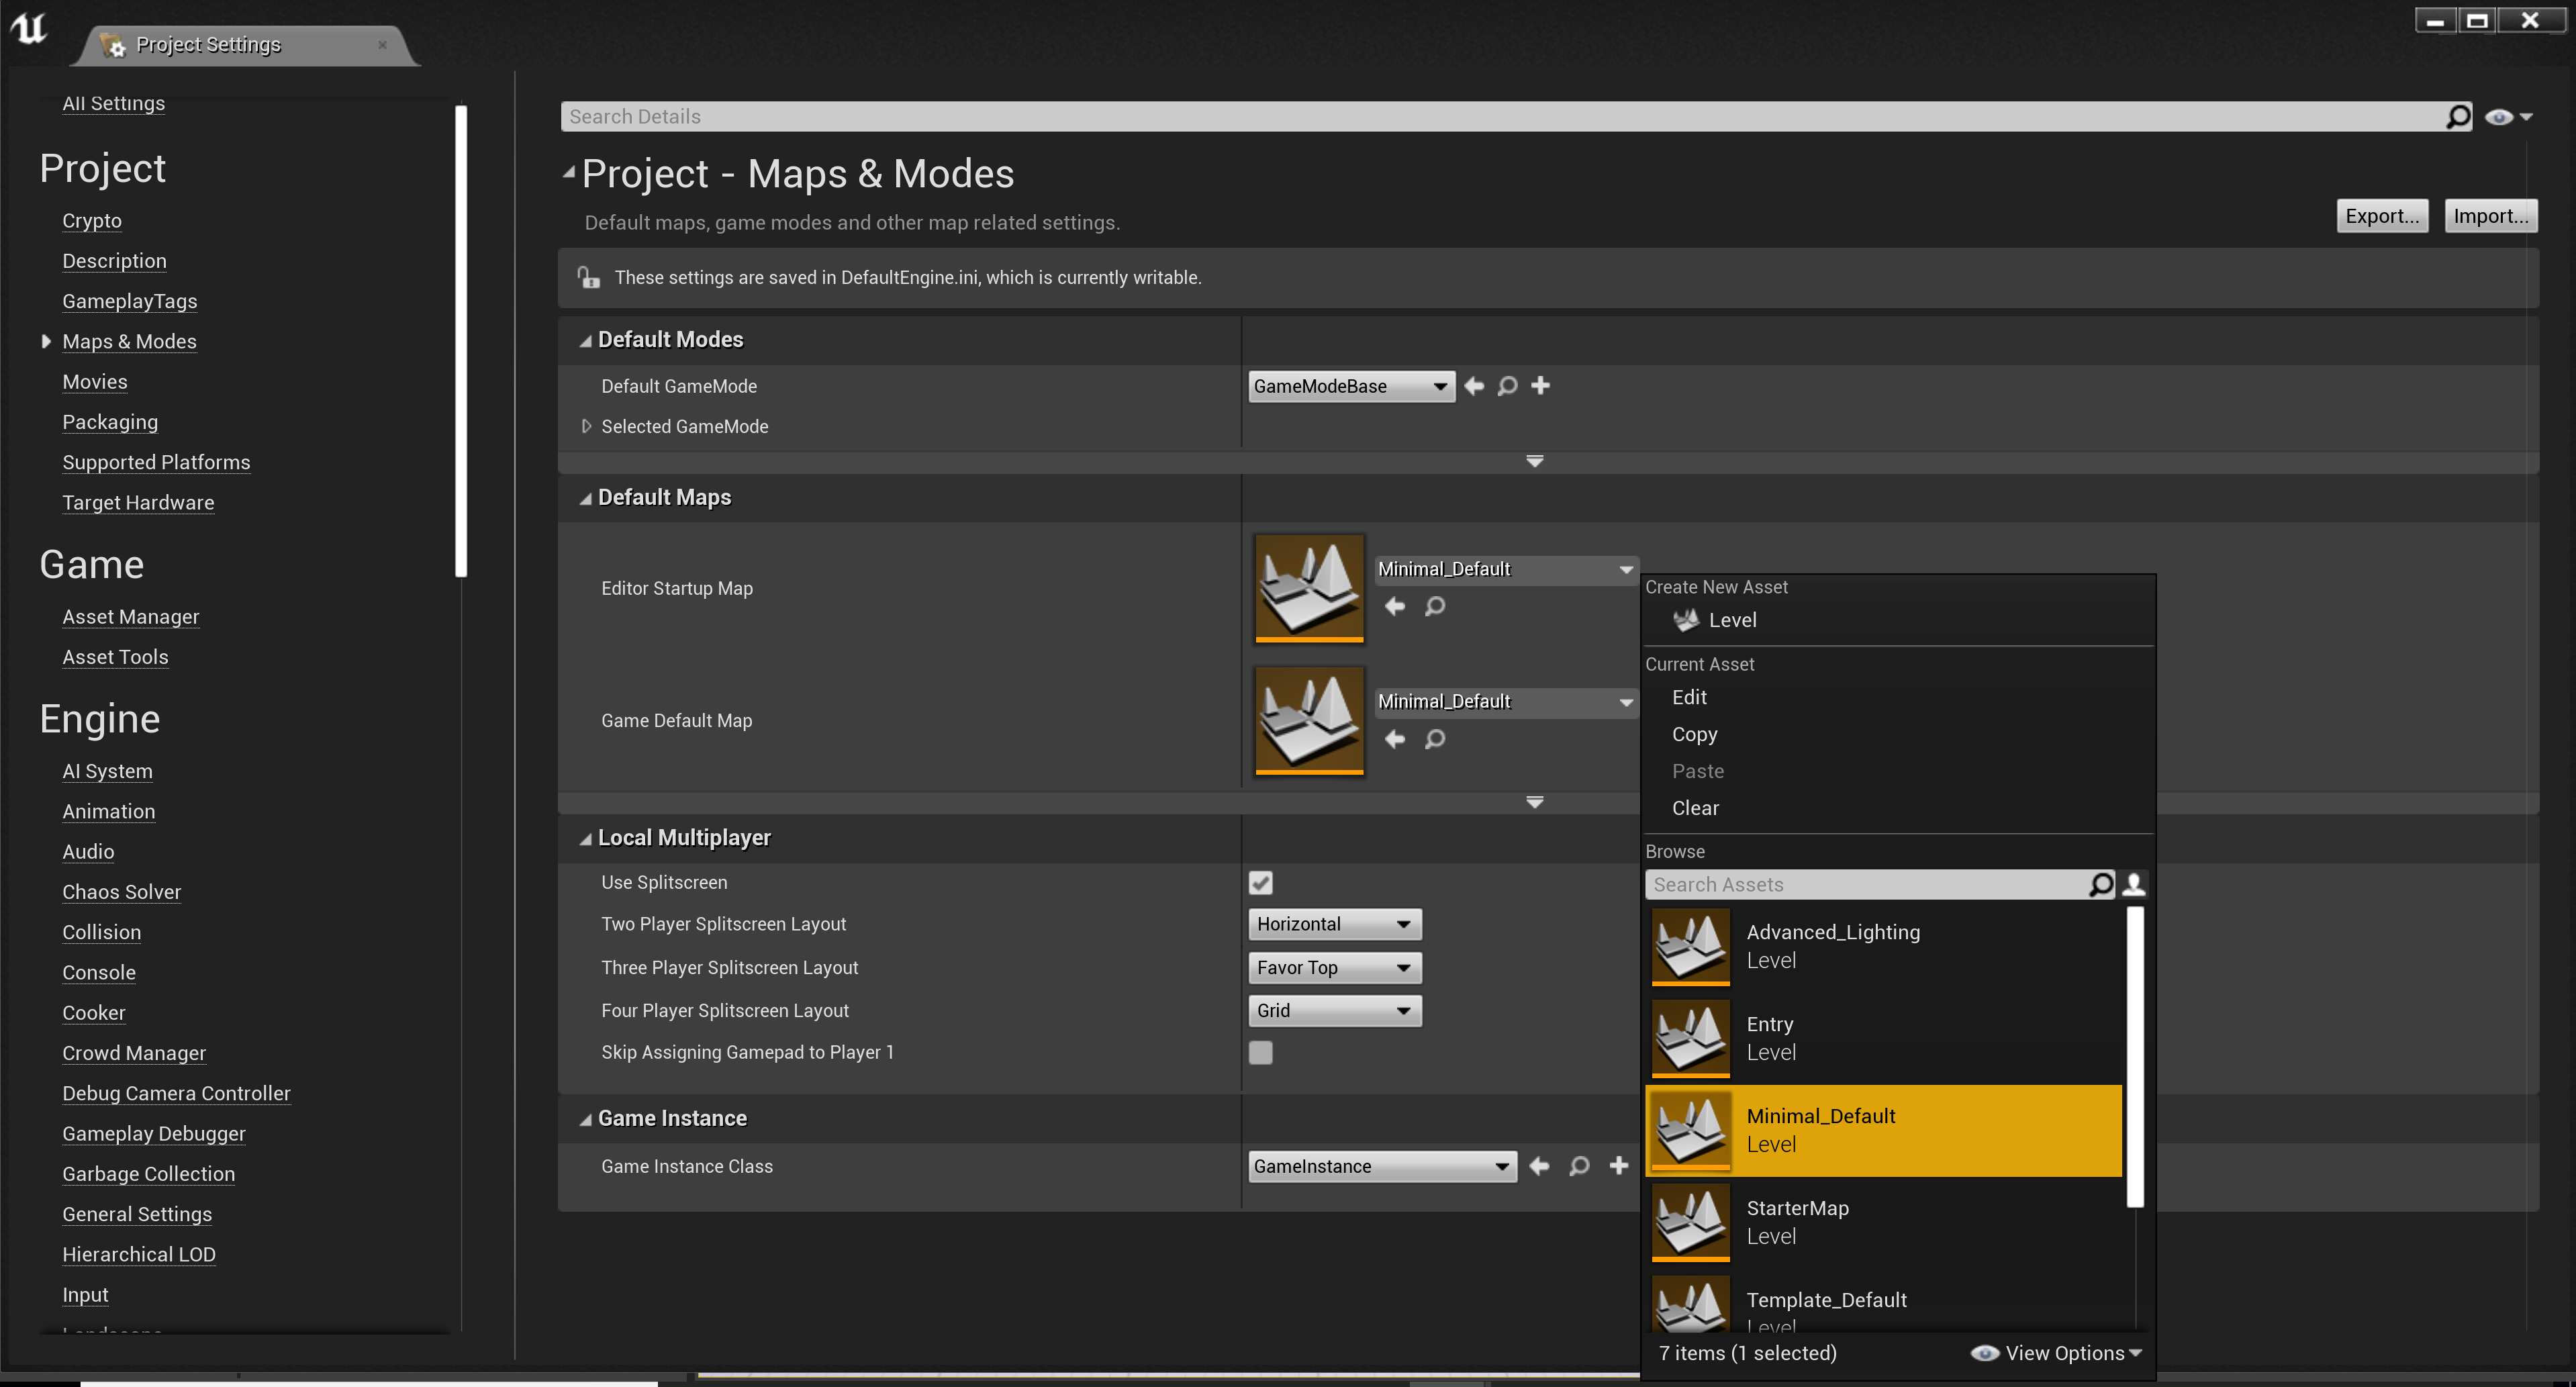 Project Settings
All Settings
Project
Crypto
Description
GameplayTags
Maps & Modes
Movies
Packaging
Supported Platforms
Target Hardware
Game
Asset Manager
Asset Tools
Engine
AI System
Animation
Audio
Chaos Solver
Collision
Console
Cooker
Crowd Manager
Debug Camera Controller
Gameplay Debugger
Garbage Collection
General Settings
Hierarchical LOD
Input
Search Details
Project - Maps & Modes
Default maps, game modes and other map related settings.
Export...
Import...
These settings are saved in DefaultEngine.ini, which is currently writable.
Default Modes
Default GameMode
GameModeBase
Selected GameMode
Default Maps
Editor Startup Map
Minimal_Default
Game Default Map
Minimal_Default
Local Multiplayer
Use Splitscreen
Two Player Splitscreen Layout
Horizontal
Three Player Splitscreen Layout
Favor Top
Four Player Splitscreen Layout
Grid
Skip Assigning Gamepad to Player 1
Game Instance
Game Instance Class
GameInstance
Create New Asset
Level
Current Asset
Edit
Copy
Paste
Clear
Browse
Search Assets
Advanced_Lighting
Level
Entry
Level
Minimal_Default
Level
StarterMap
Level
Template_Default
Level
7 items (1 selected)
View Options